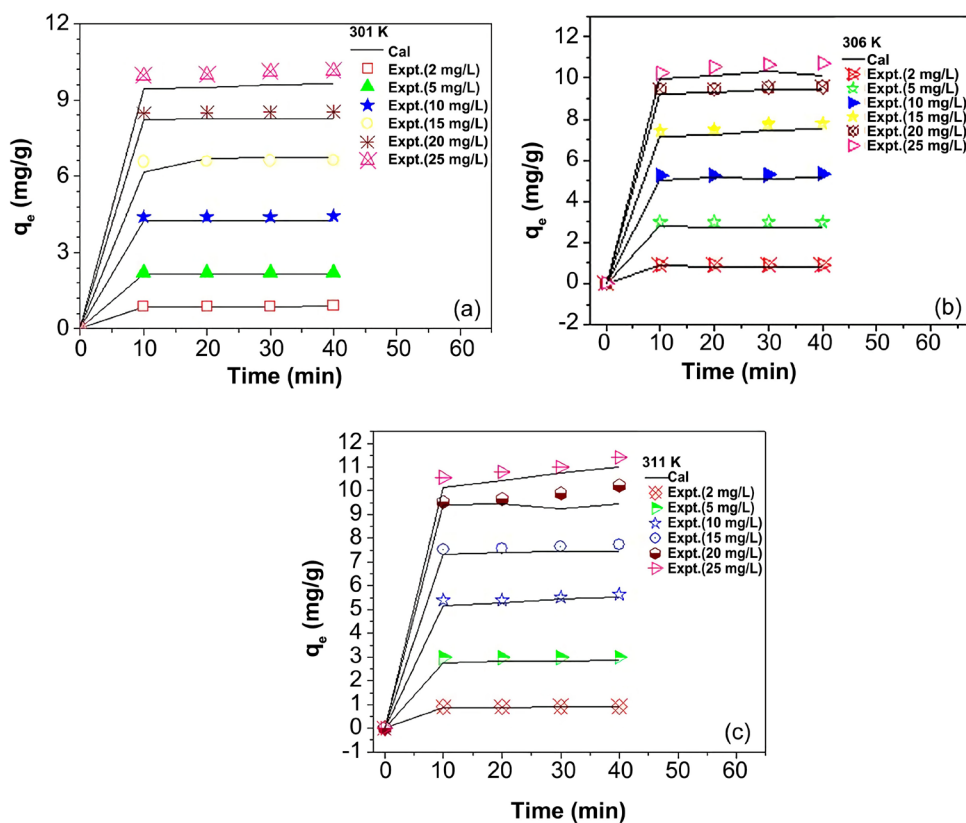 12
9
6
3
0
q_e (mg/g)
301 K
Cal
Expt.(2 mg/L)
Expt.(5 mg/L)
Expt.(10 mg/L)
Expt.(15 mg/L)
Expt.(20 mg/L)
Expt.(25 mg/L)
(a)
0 10 20 30 40 50 60
Time (min)
12
10
8
6
4
2
0
-2
q_e (mg/g)
306 K
Cal
Expt.(2 mg/L)
Expt.(5 mg/L)
Expt.(10 mg/L)
Expt.(15 mg/L)
Expt.(20 mg/L)
Expt.(25 mg/L)
(b)
0 10 20 30 40 50 60
Time (min)
12
11
10
9
8
7
6
5
4
3
2
1
0
-1
q_e (mg/g)
311 K
Cal
Expt.(2 mg/L)
Expt.(5 mg/L)
Expt.(10 mg/L)
Expt.(15 mg/L)
Expt.(20 mg/L)
Expt.(25 mg/L)
(c)
0 10 20 30 40 50 60
Time (min)